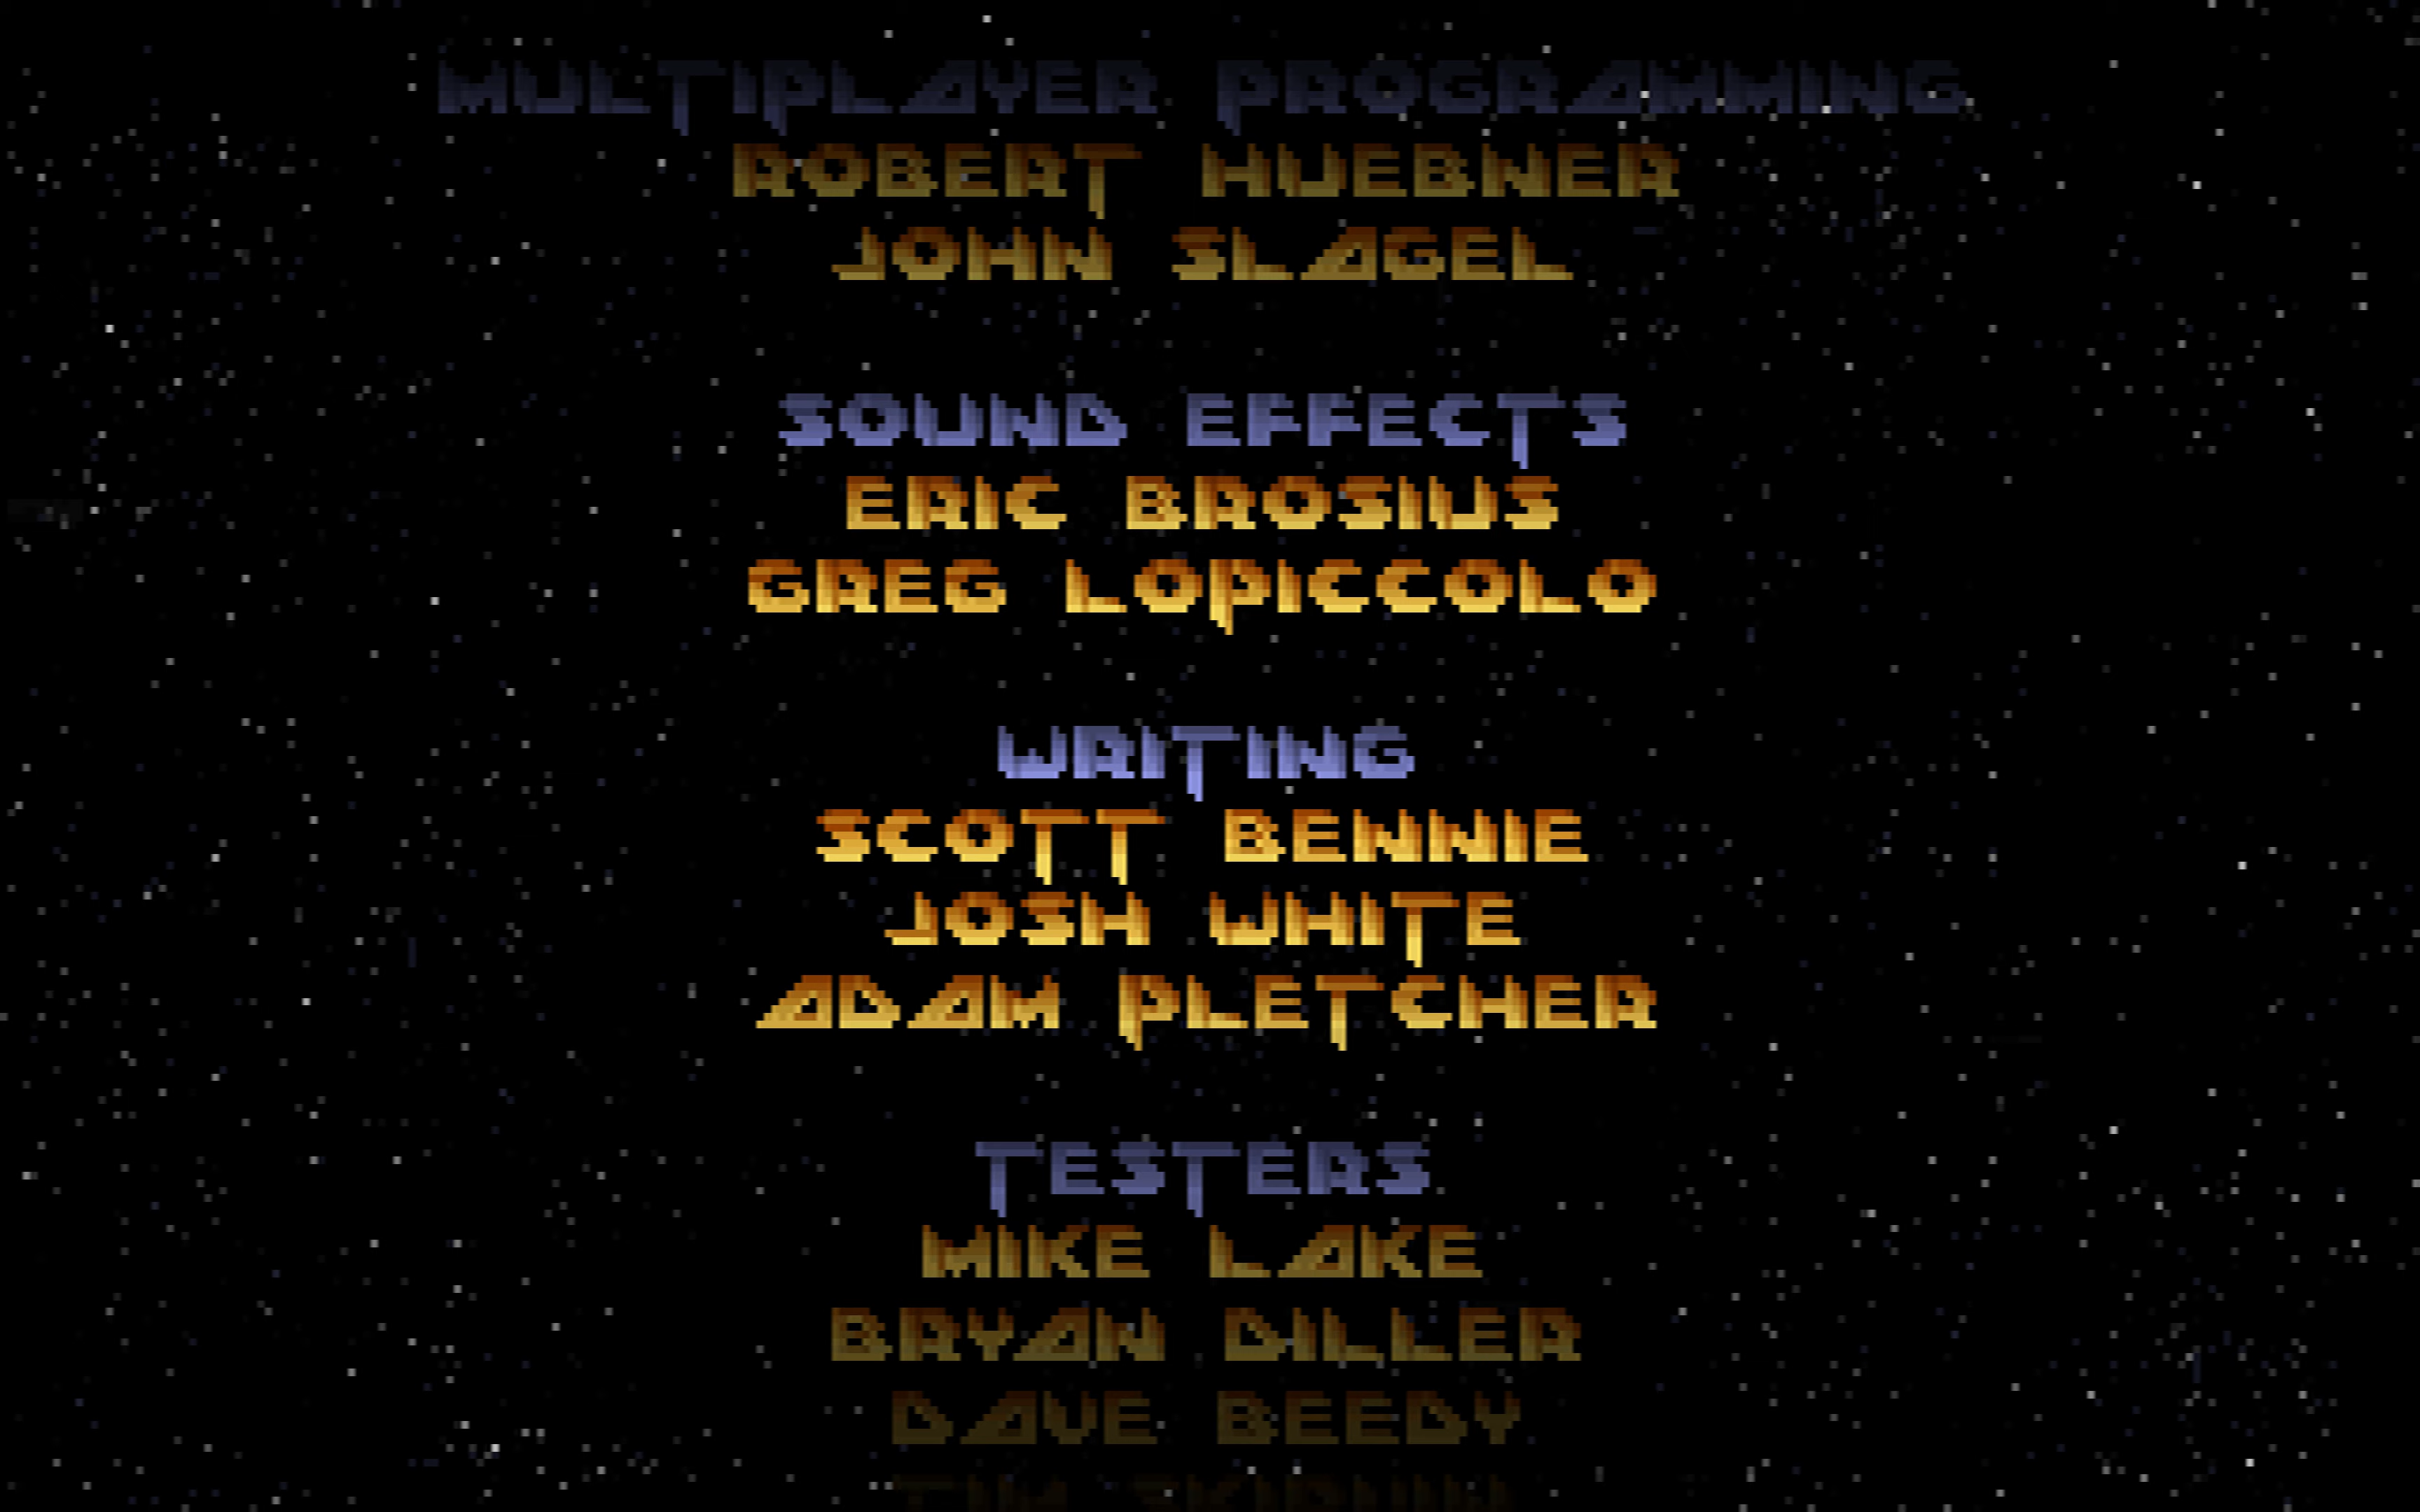 MULTIPLAYER PROGRAMMING
ROBERT HUEBNER
JOHN SLAGEL
SOUND EFFECTS
ERIC BROSIUS
GREG LOPICCOLO
WRITING
SCOTT BENNIE
JOSH WHITE
ADAM PLETCHER
TESTERS
MIKE LAKE
BRYAN DILLER
DAVE BEEDY